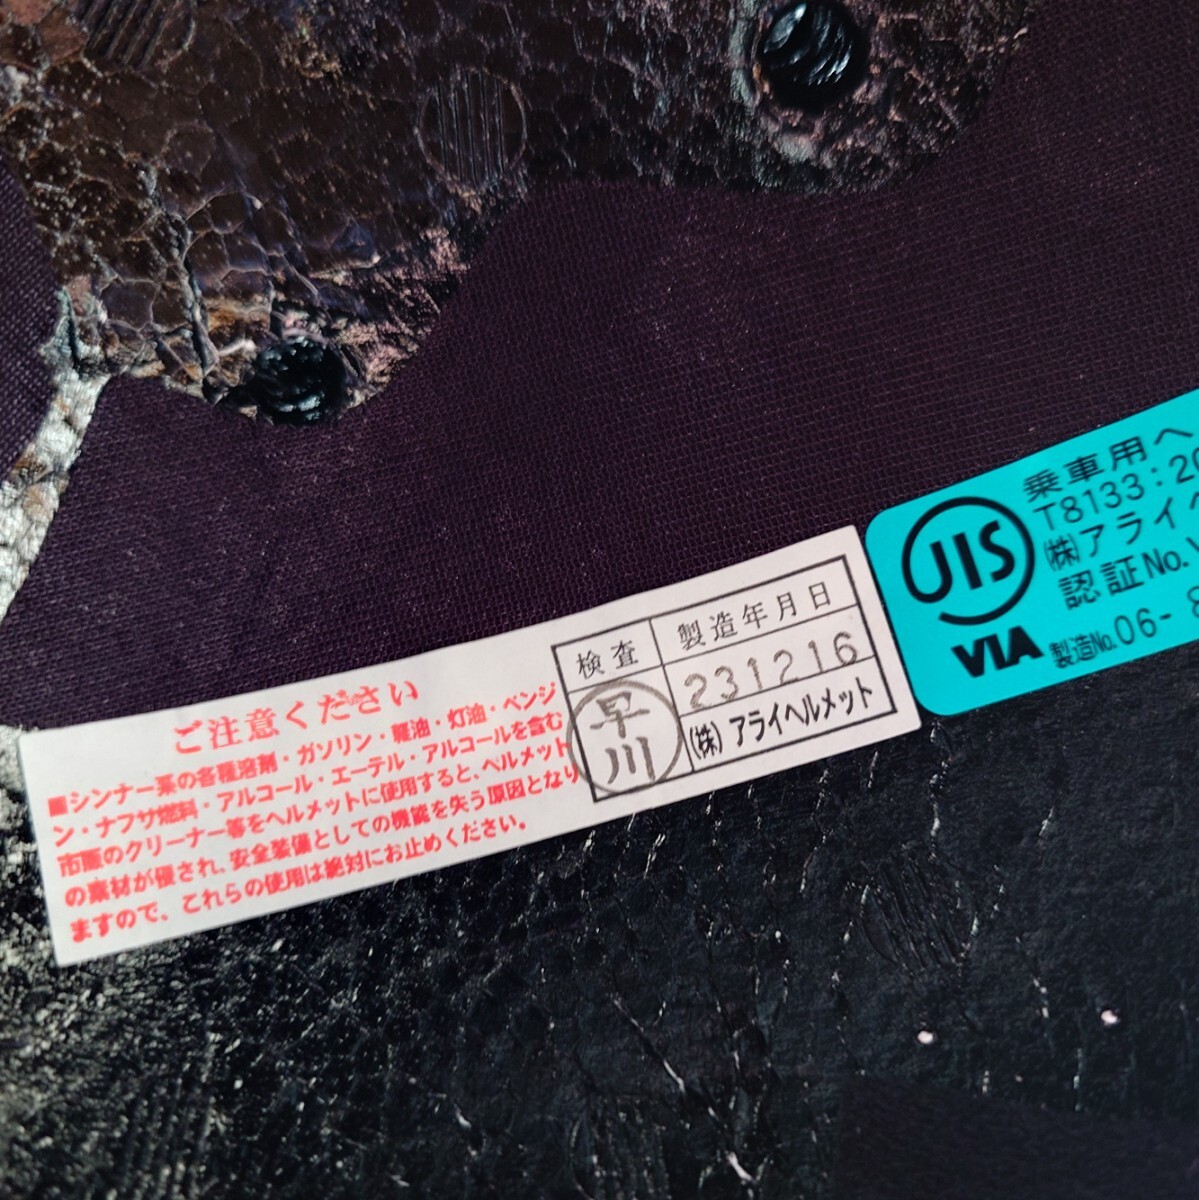 ご注意ください
■シンナー系の各種溶剤・ガソリン・軽油・灯油・ベンジ
ン・ナフサ燃料・アルコール・エーテル・アルコールを含む
市販のクリーナー等をヘルメットに使用すると、ヘルメット
の素材が侵され、安全装備としての機能を失う原因となり
ますので、これらの使用は絶対にお止めください。
検査
製造年月日
早川
231216
(株)アライヘルメット
JIS
VIA
乗車用ヘ
T8133:20
(株)アライヘ
認証No.V
製造No.06-8